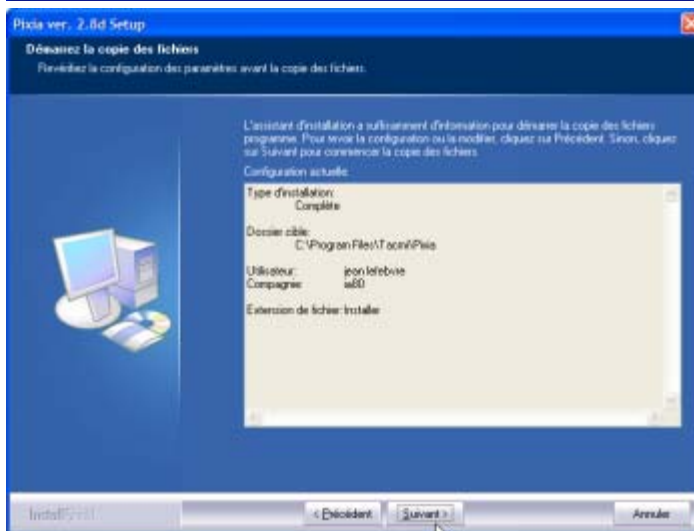 Pixia ver. 2.8d Setup
Démarrez la copie des fichiers
Revérifiez la configuration des paramètres avant la copie des fichiers.
L'assistant d'installation a suffisamment d'information pour démarrer la copie des fichiers
programme. Pour revoir la configuration ou la modifier, cliquez sur Précédent. Sinon, cliquez
sur Suivant pour commencer la copie des fichiers.
Configuration actuelle:
Type d'installation:
Complète
Dossier cible:
C:\Program Files\Tacmi\Pixia
Utilisateur: jean lefebvre
Compagnie:
Extension de fichier: Installer
< Précédent
Suivant >
Annuler